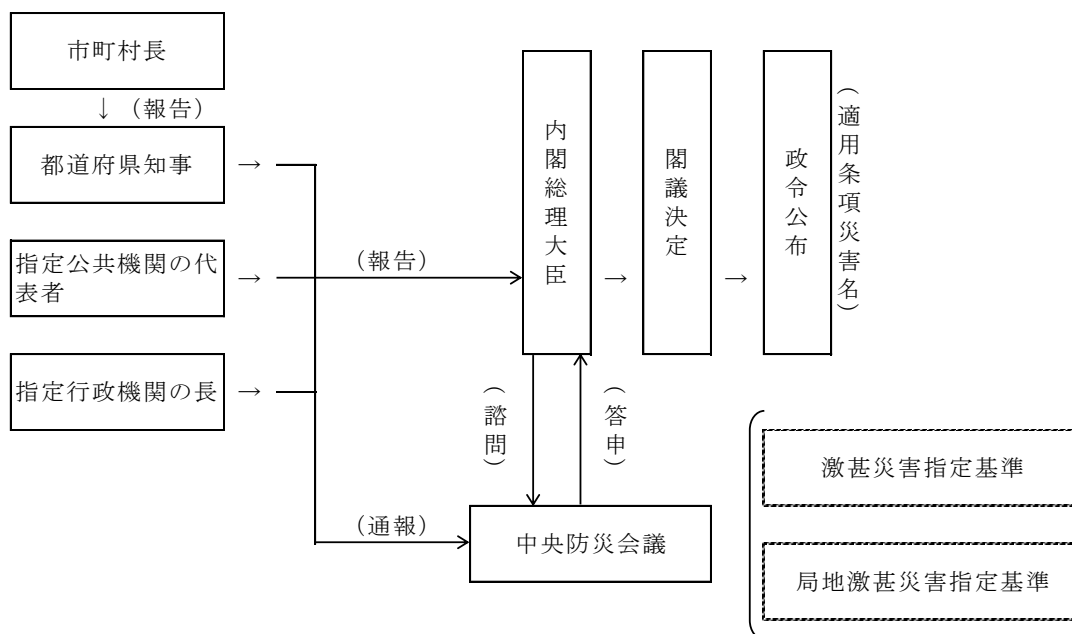 市町村長
↓（報告）
都道府県知事 →
指定公共機関の代
表者 →
指定行政機関の長 →
（報告）
（通報）
内閣総理大臣
→
閣議決定
→
政令公布
（適用条項災害名）
（諮問）
（答申）
中央防災会議
激甚災害指定基準
局地激甚災害指定基準